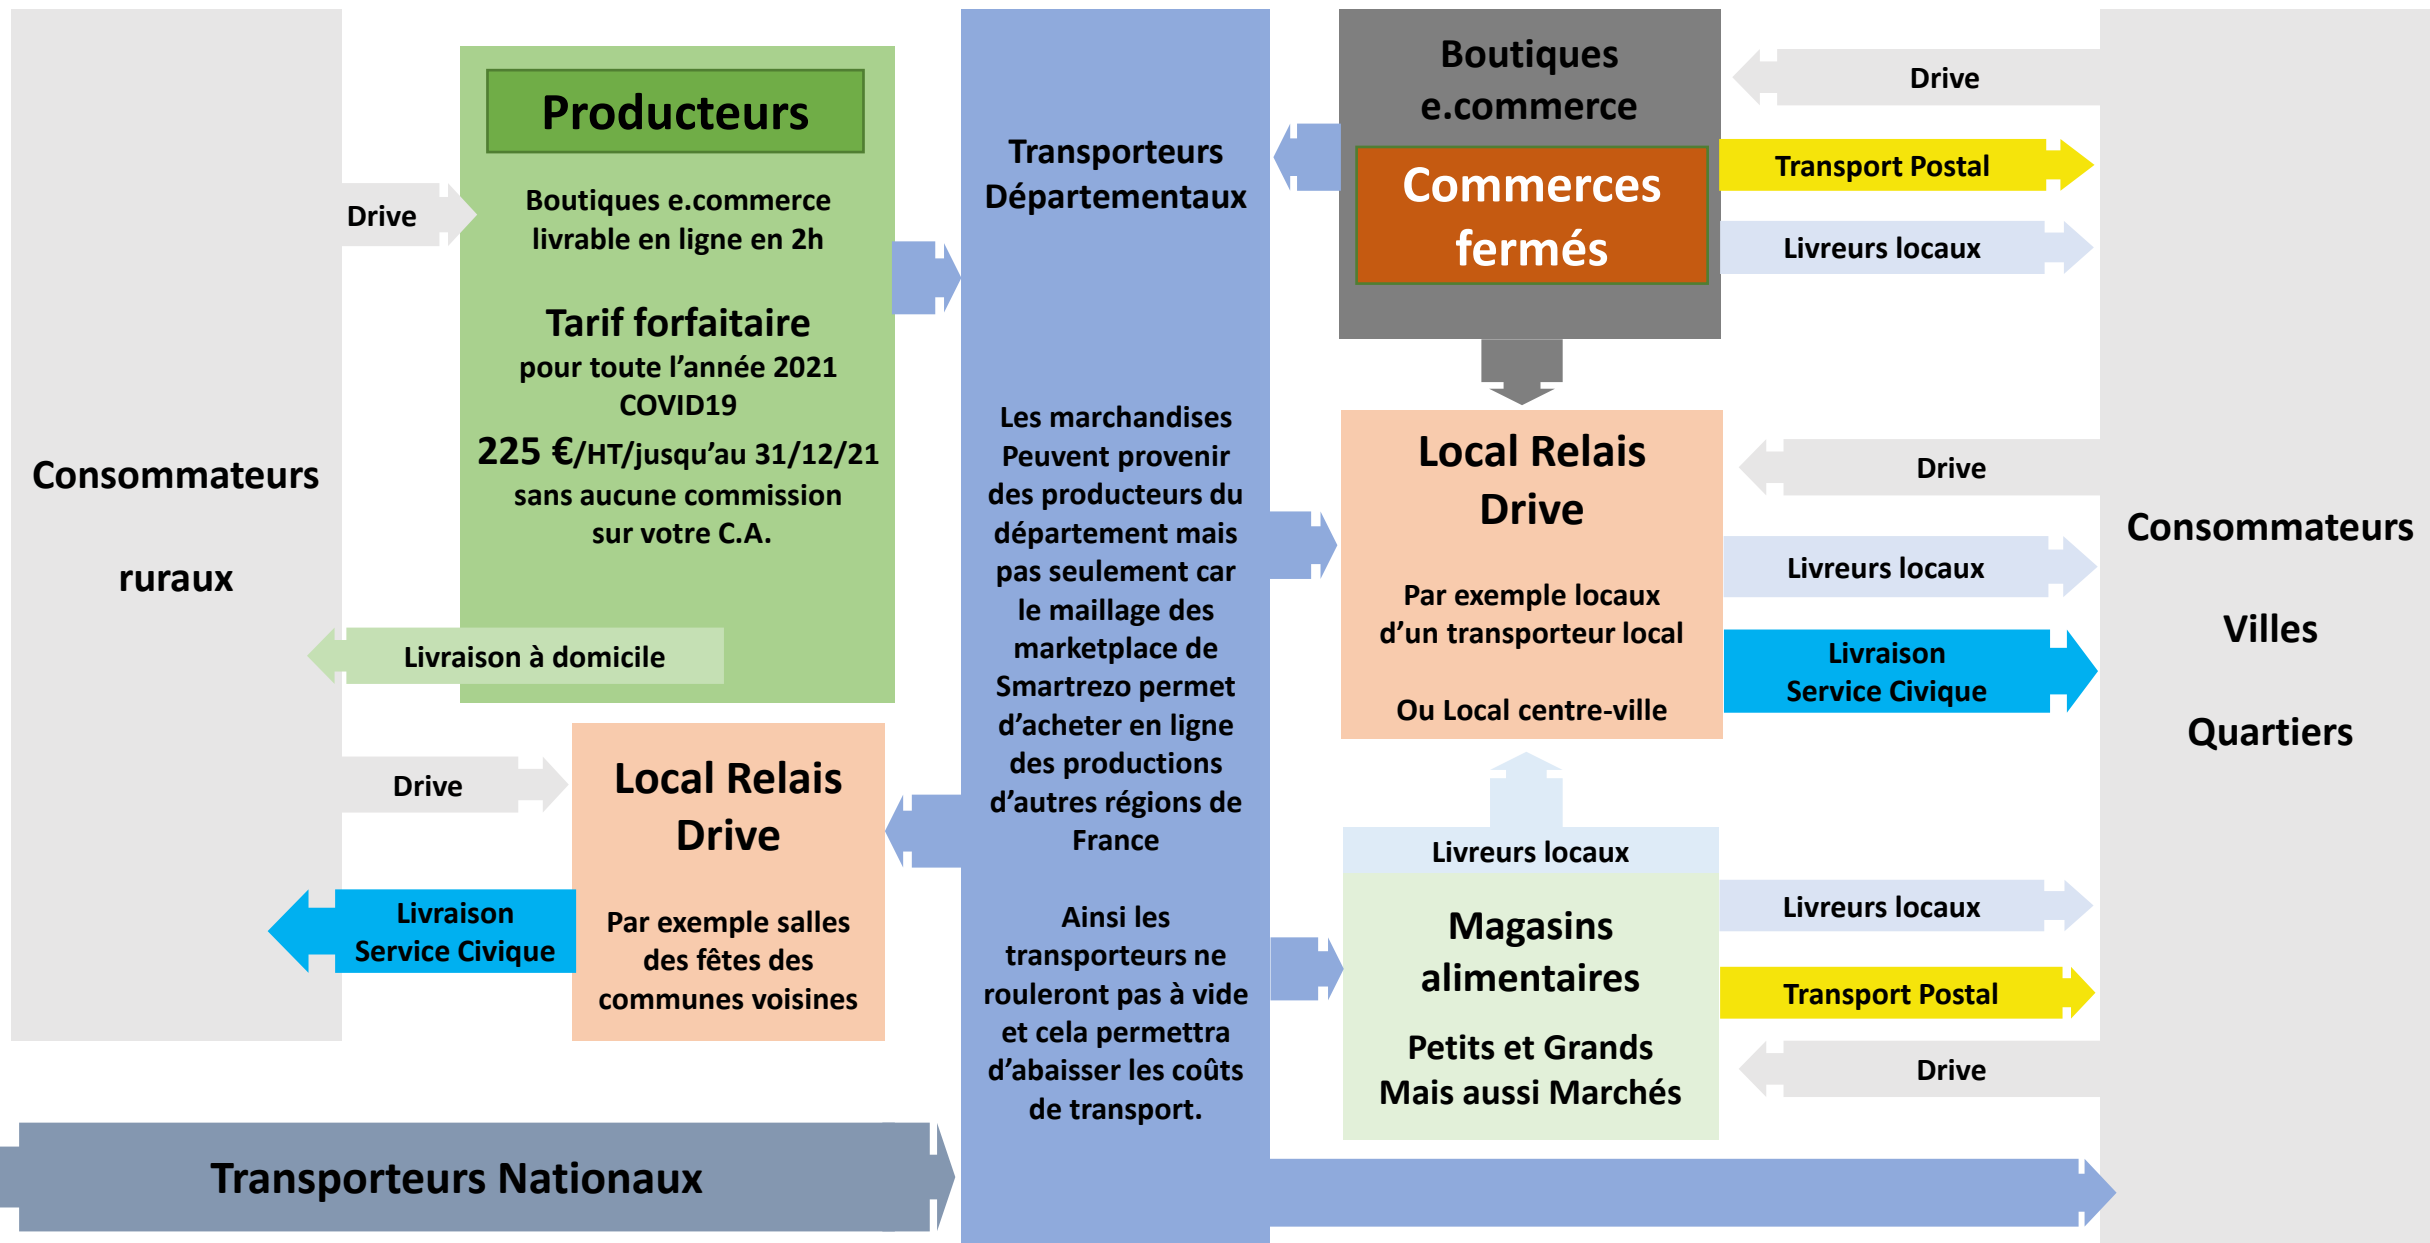 Consommateurs
ruraux
Drive
Producteurs
Boutiques e.commerce
livrable en ligne en 2h
Tarif forfaitaire
pour toute l’année 2021
COVID19
225 €/HT/jusqu’au 31/12/21
sans aucune commission
sur votre C.A.
Livraison à domicile
Drive
Local Relais
Drive
Par exemple salles
des fêtes des
communes voisines
Livraison
Service Civique
Transporteurs Nationaux
Transporteurs
Départementaux
Les marchandises
Peuvent provenir
des producteurs du
département mais
pas seulement car
le maillage des
marketplace de
Smartrezo permet
d’acheter en ligne
des productions
d’autres régions de
France
Ainsi les
transporteurs ne
rouleront pas à vide
et cela permettra
d’abaisser les coûts
de transport.
Boutiques
e.commerce
Commerces
fermés
Drive
Transport Postal
Livreurs locaux
Local Relais
Drive
Par exemple locaux
d’un transporteur local
Ou Local centre-ville
Drive
Livreurs locaux
Livraison
Service Civique
Livreurs locaux
Magasins
alimentaires
Petits et Grands
Mais aussi Marchés
Livreurs locaux
Transport Postal
Drive
Consommateurs
Villes
Quartiers